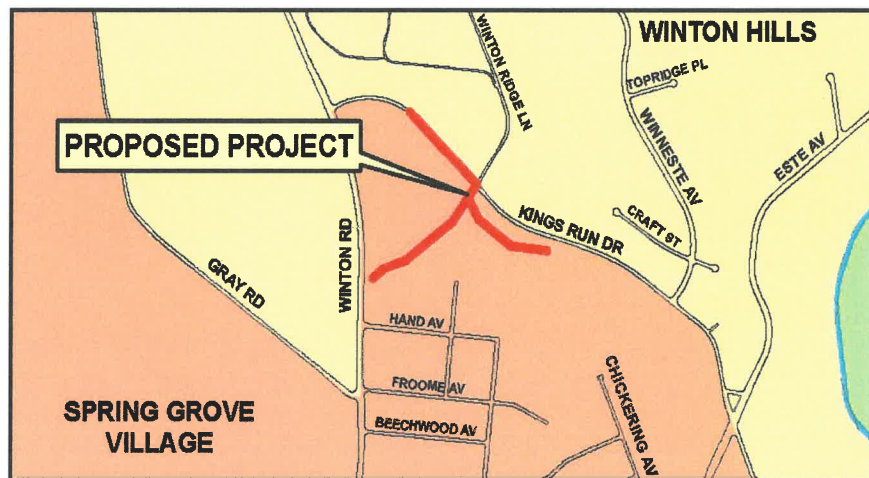 WINTON HILLS
TOPRIDGE PL
WINTON RIDGE LN
WINNESTE AV
ESTE AV
PROPOSED PROJECT
KINGS RUN DR
CRAFT ST
WINTON RD
GRAY RD
HAND AV
FROOME AV
BEECHWOOD AV
CHICKERING AV
SPRING GROVE
VILLAGE